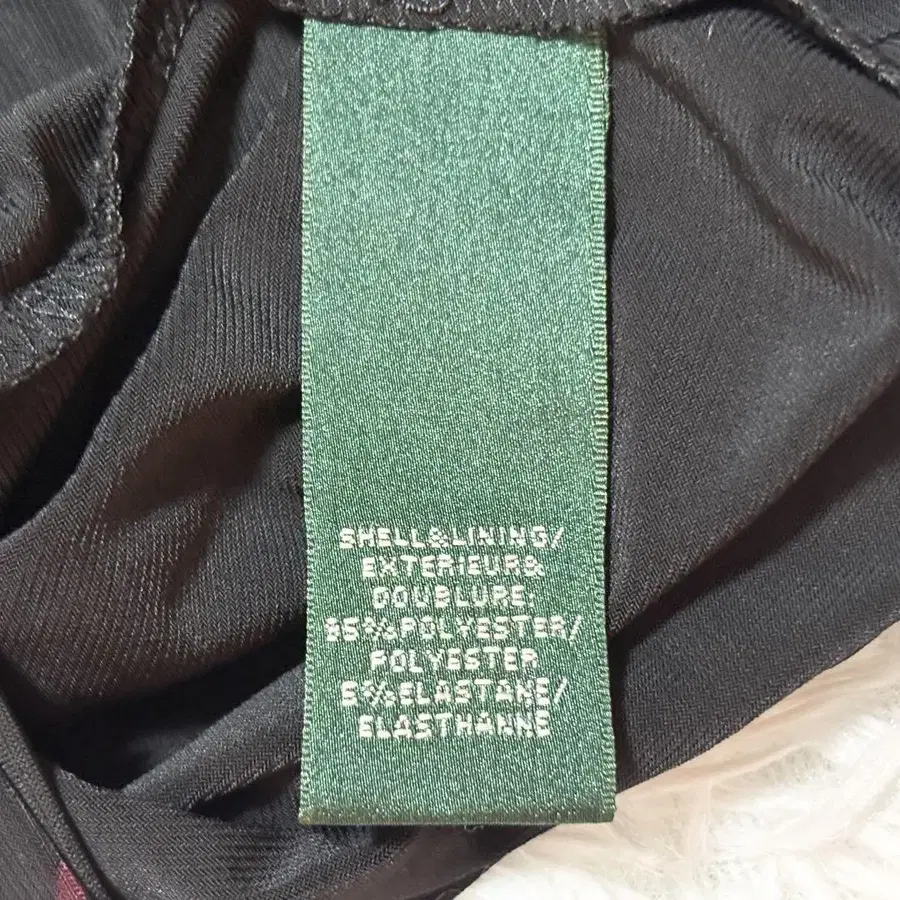 SHELL&LINING/
EXTERIEUR&
DOUBLURE:
95%POLYESTER/
POLYESTER
5%ELASTANE/
ELASTHANNE